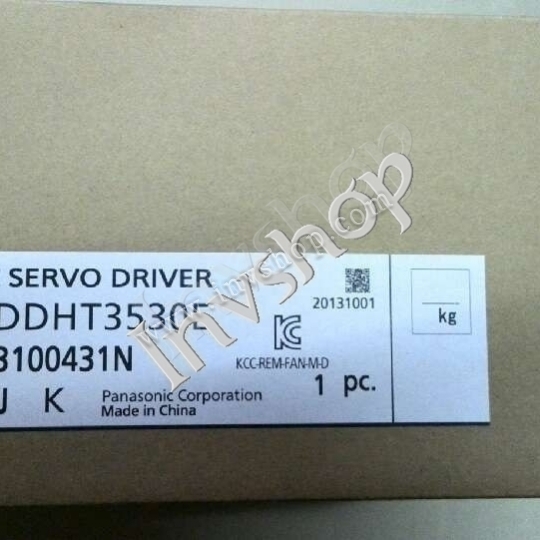 SERVO DRIVER
DDHT3530E
3100431N
J K
Panasonic Corporation
Made in China
20131001
KCC-REM-FAN-M-D
1 pc.
kg
invshop
invshop.com